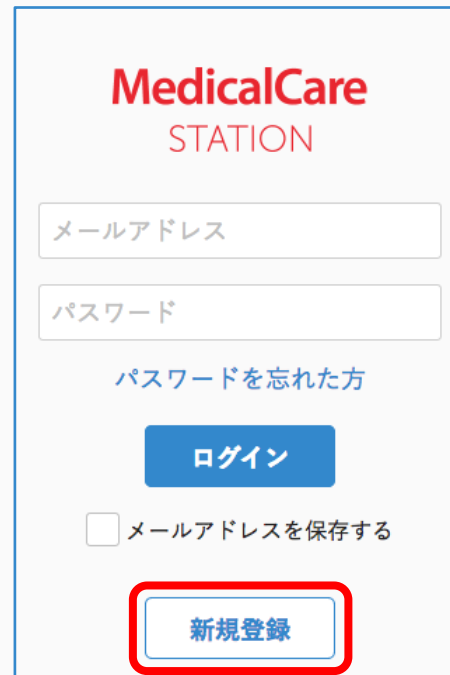 MedicalCare
STATION
メールアドレス
パスワード
パスワードを忘れた方
ログイン
メールアドレスを保存する
新規登録